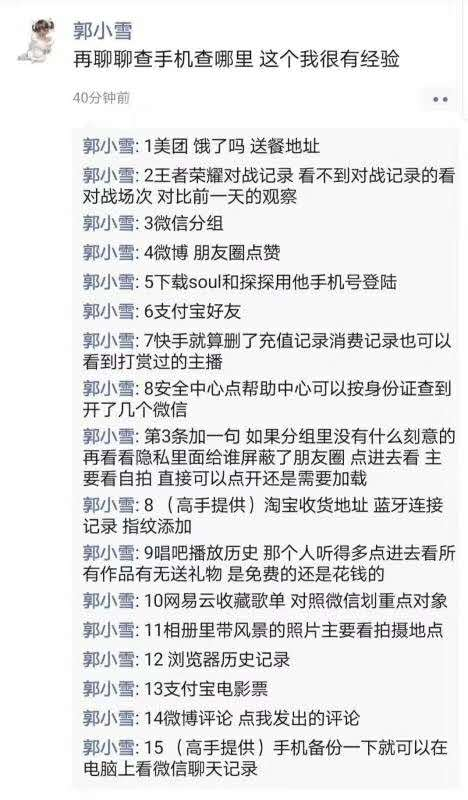 郭小雪
再聊聊查手机查哪里 这个我很有经验
40分钟前
郭小雪: 1美团 饿了吗 送餐地址
郭小雪: 2王者荣耀对战记录 看不到对战记录的看
对战场次 对比前一天的观察
郭小雪: 3微信分组
郭小雪: 4微博 朋友圈点赞
郭小雪: 5下载soul和探探用他手机号登陆
郭小雪: 6支付宝好友
郭小雪: 7快手就算删了充值记录消费记录也可以
看到打赏过的主播
郭小雪: 8安全中心点帮助中心可以按身份证查到
开了几个微信
郭小雪: 第3条加一句 如果分组里没有什么刻意的
再看看隐私里面给谁屏蔽了朋友圈 点进去看 主
要看自拍 直接可以点开还是需要加载
郭小雪: 8 （高手提供）淘宝收货地址 蓝牙连接
记录 指纹添加
郭小雪: 9唱吧播放历史 那个人听得多点进去看所
有作品有无送礼物 是免费的还是花钱的
郭小雪: 10网易云收藏歌单 对照微信划重点对象
郭小雪: 11相册里带风景的照片主要看拍摄地点
郭小雪: 12 浏览器历史记录
郭小雪: 13支付宝电影票
郭小雪: 14微博评论 点我发出的评论
郭小雪: 15 （高手提供）手机备份一下就可以在
电脑上看微信聊天记录